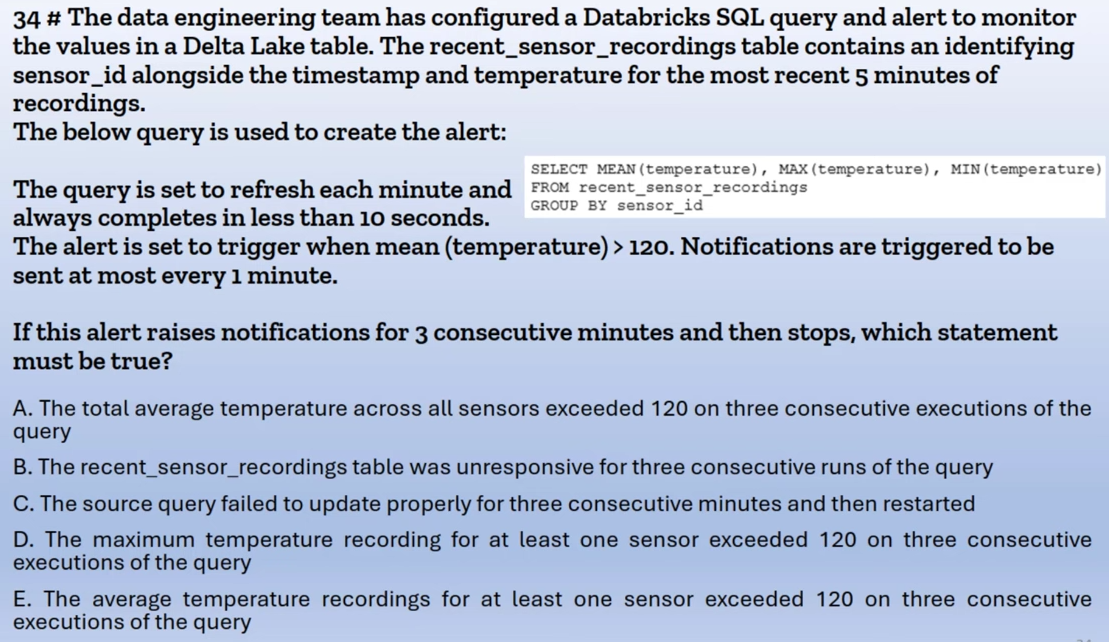 34 # The data engineering team has configured a Databricks SQL query and alert to monitor
the values in a Delta Lake table. The recent_sensor_recordings table contains an identifying
sensor_id alongside the timestamp and temperature for the most recent 5 minutes of
recordings.
The below query is used to create the alert:
SELECT MEAN(temperature), MAX(temperature), MIN(temperature)
FROM recent_sensor_recordings
GROUP BY sensor_id
The query is set to refresh each minute and
always completes in less than 10 seconds.
The alert is set to trigger when mean (temperature) > 120. Notifications are triggered to be
sent at most every 1 minute.
If this alert raises notifications for 3 consecutive minutes and then stops, which statement
must be true?
A. The total average temperature across all sensors exceeded 120 on three consecutive executions of the
query
B. The recent_sensor_recordings table was unresponsive for three consecutive runs of the query
C. The source query failed to update properly for three consecutive minutes and then restarted
D. The maximum temperature recording for at least one sensor exceeded 120 on three consecutive
executions of the query
E. The average temperature recordings for at least one sensor exceeded 120 on three consecutive
executions of the query